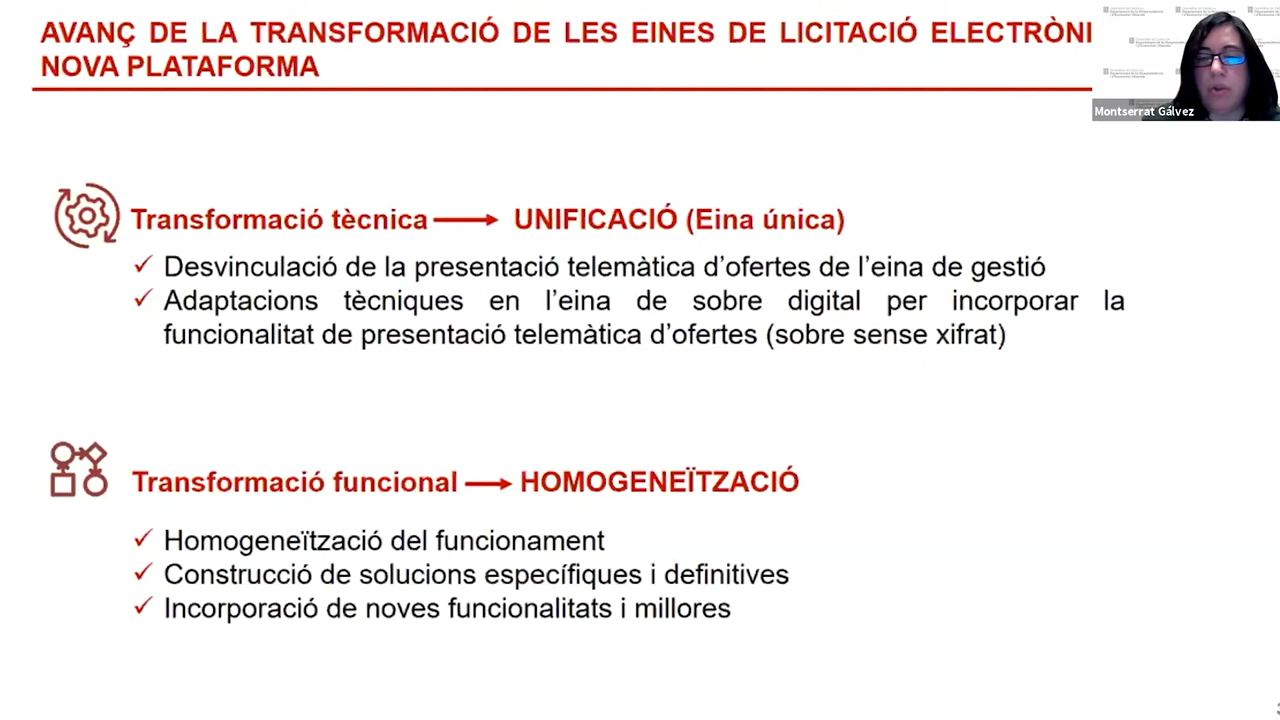 AVANÇ DE LA TRANSFORMACIÓ DE LES EINES DE LICITACIÓ ELECTRÒNI
NOVA PLATAFORMA
Montserrat Gálvez
Transformació tècnica UNIFICACIÓ (Eina única)
Desvinculació de la presentació telemàtica d’ofertes de l’eina de gestió
Adaptacions tècniques en l’eina de sobre digital per incorporar la
funcionalitat de presentació telemàtica d’ofertes (sobre sense xifrat)
Transformació funcional HOMOGENEÏTZACIÓ
Homogeneïtzació del funcionament
Construcció de solucions específiques i definitives
Incorporació de noves funcionalitats i millores